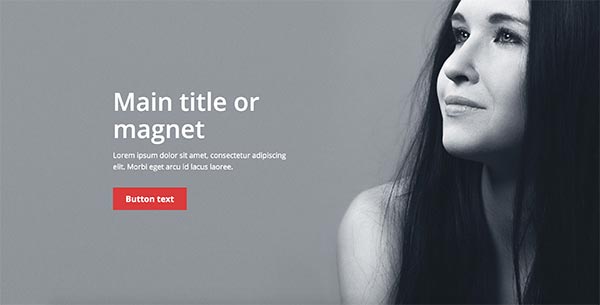 Main title or
magnet
Lorem ipsum dolor sit amet, consectetur adipiscing
elit. Morbi eget arcu id lacus laoree.
Button text